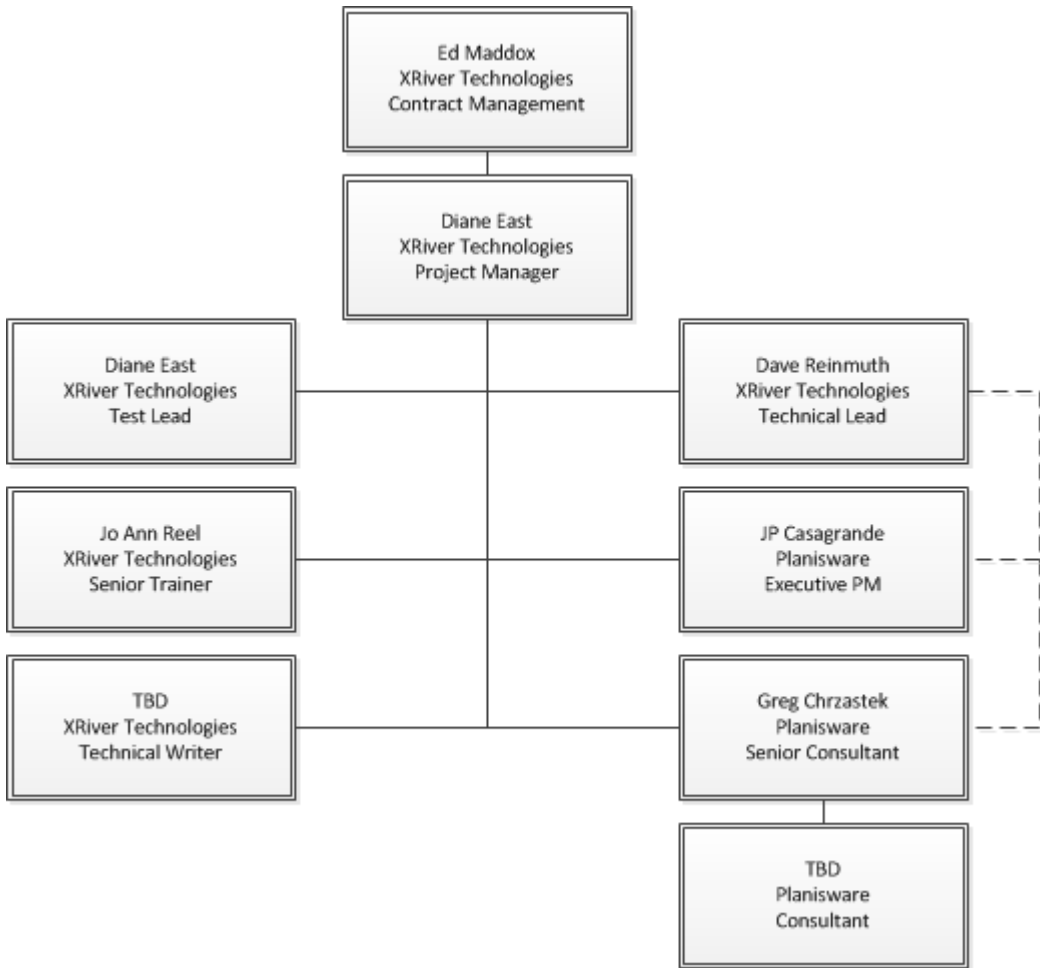 Ed Maddox
XRiver Technologies
Contract Management
Diane East
XRiver Technologies
Project Manager
Diane East
XRiver Technologies
Test Lead
Dave Reinmuth
XRiver Technologies
Technical Lead
Jo Ann Reel
XRiver Technologies
Senior Trainer
JP Casagrande
Planisware
Executive PM
TBD
XRiver Technologies
Technical Writer
Greg Chrzastek
Planisware
Senior Consultant
TBD
Planisware
Consultant